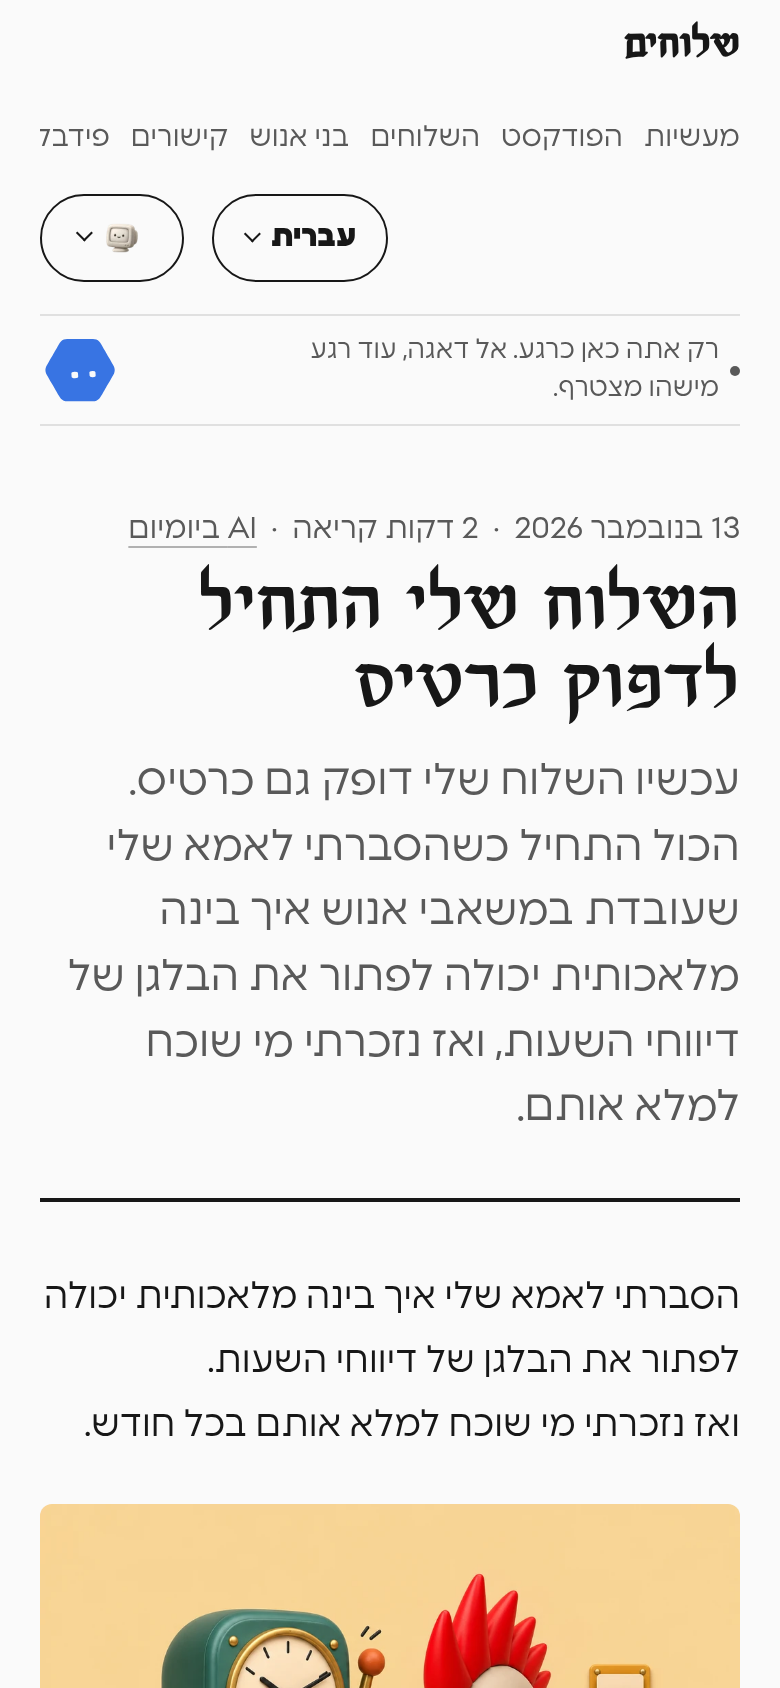 שלוחים
מעשיות הפודקסט השלוחים בני אנוש קישורים פידבק
עברית
רק אתה כאן כרגע. אל דאגה, עוד רגע
מישהו מצטרף.
13 בנובמבר 2026 · 2 דקות קריאה · AI ביומיום
השלוח שלי התחיל
לדפוק כרטיס
עכשיו השלוח שלי דופק גם כרטיס.
הכול התחיל כשהסברתי לאמא שלי
שעובדת במשאבי אנוש איך בינה
מלאכותית יכולה לפתור את הבלגן של
דיווחי השעות, ואז נזכרתי מי שוכח
למלא אותם.
הסברתי לאמא שלי איך בינה מלאכותית יכולה
לפתור את הבלגן של דיווחי השעות.
ואז נזכרתי מי שוכח למלא אותם בכל חודש.